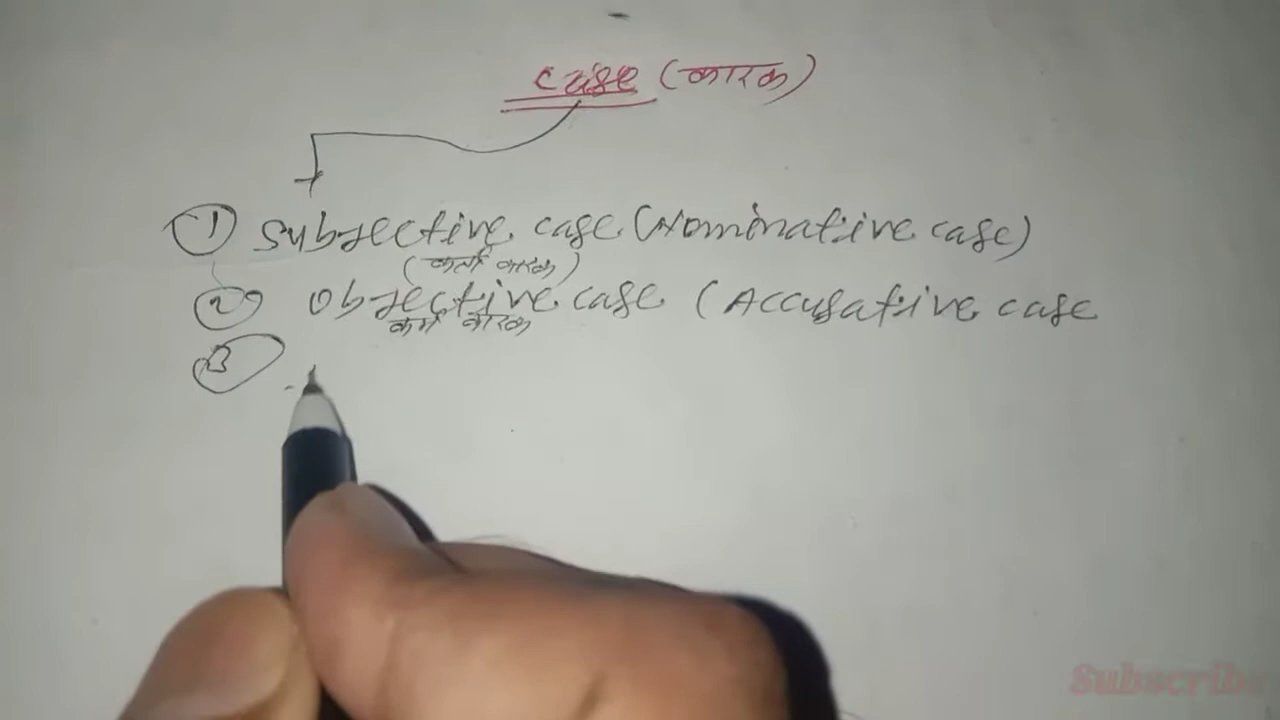 case (कारक)
① Subjective case (Nominative case)
(कर्ता कारक)
② Objective case (Accusative case
कर्म कारक
③
Subscribe